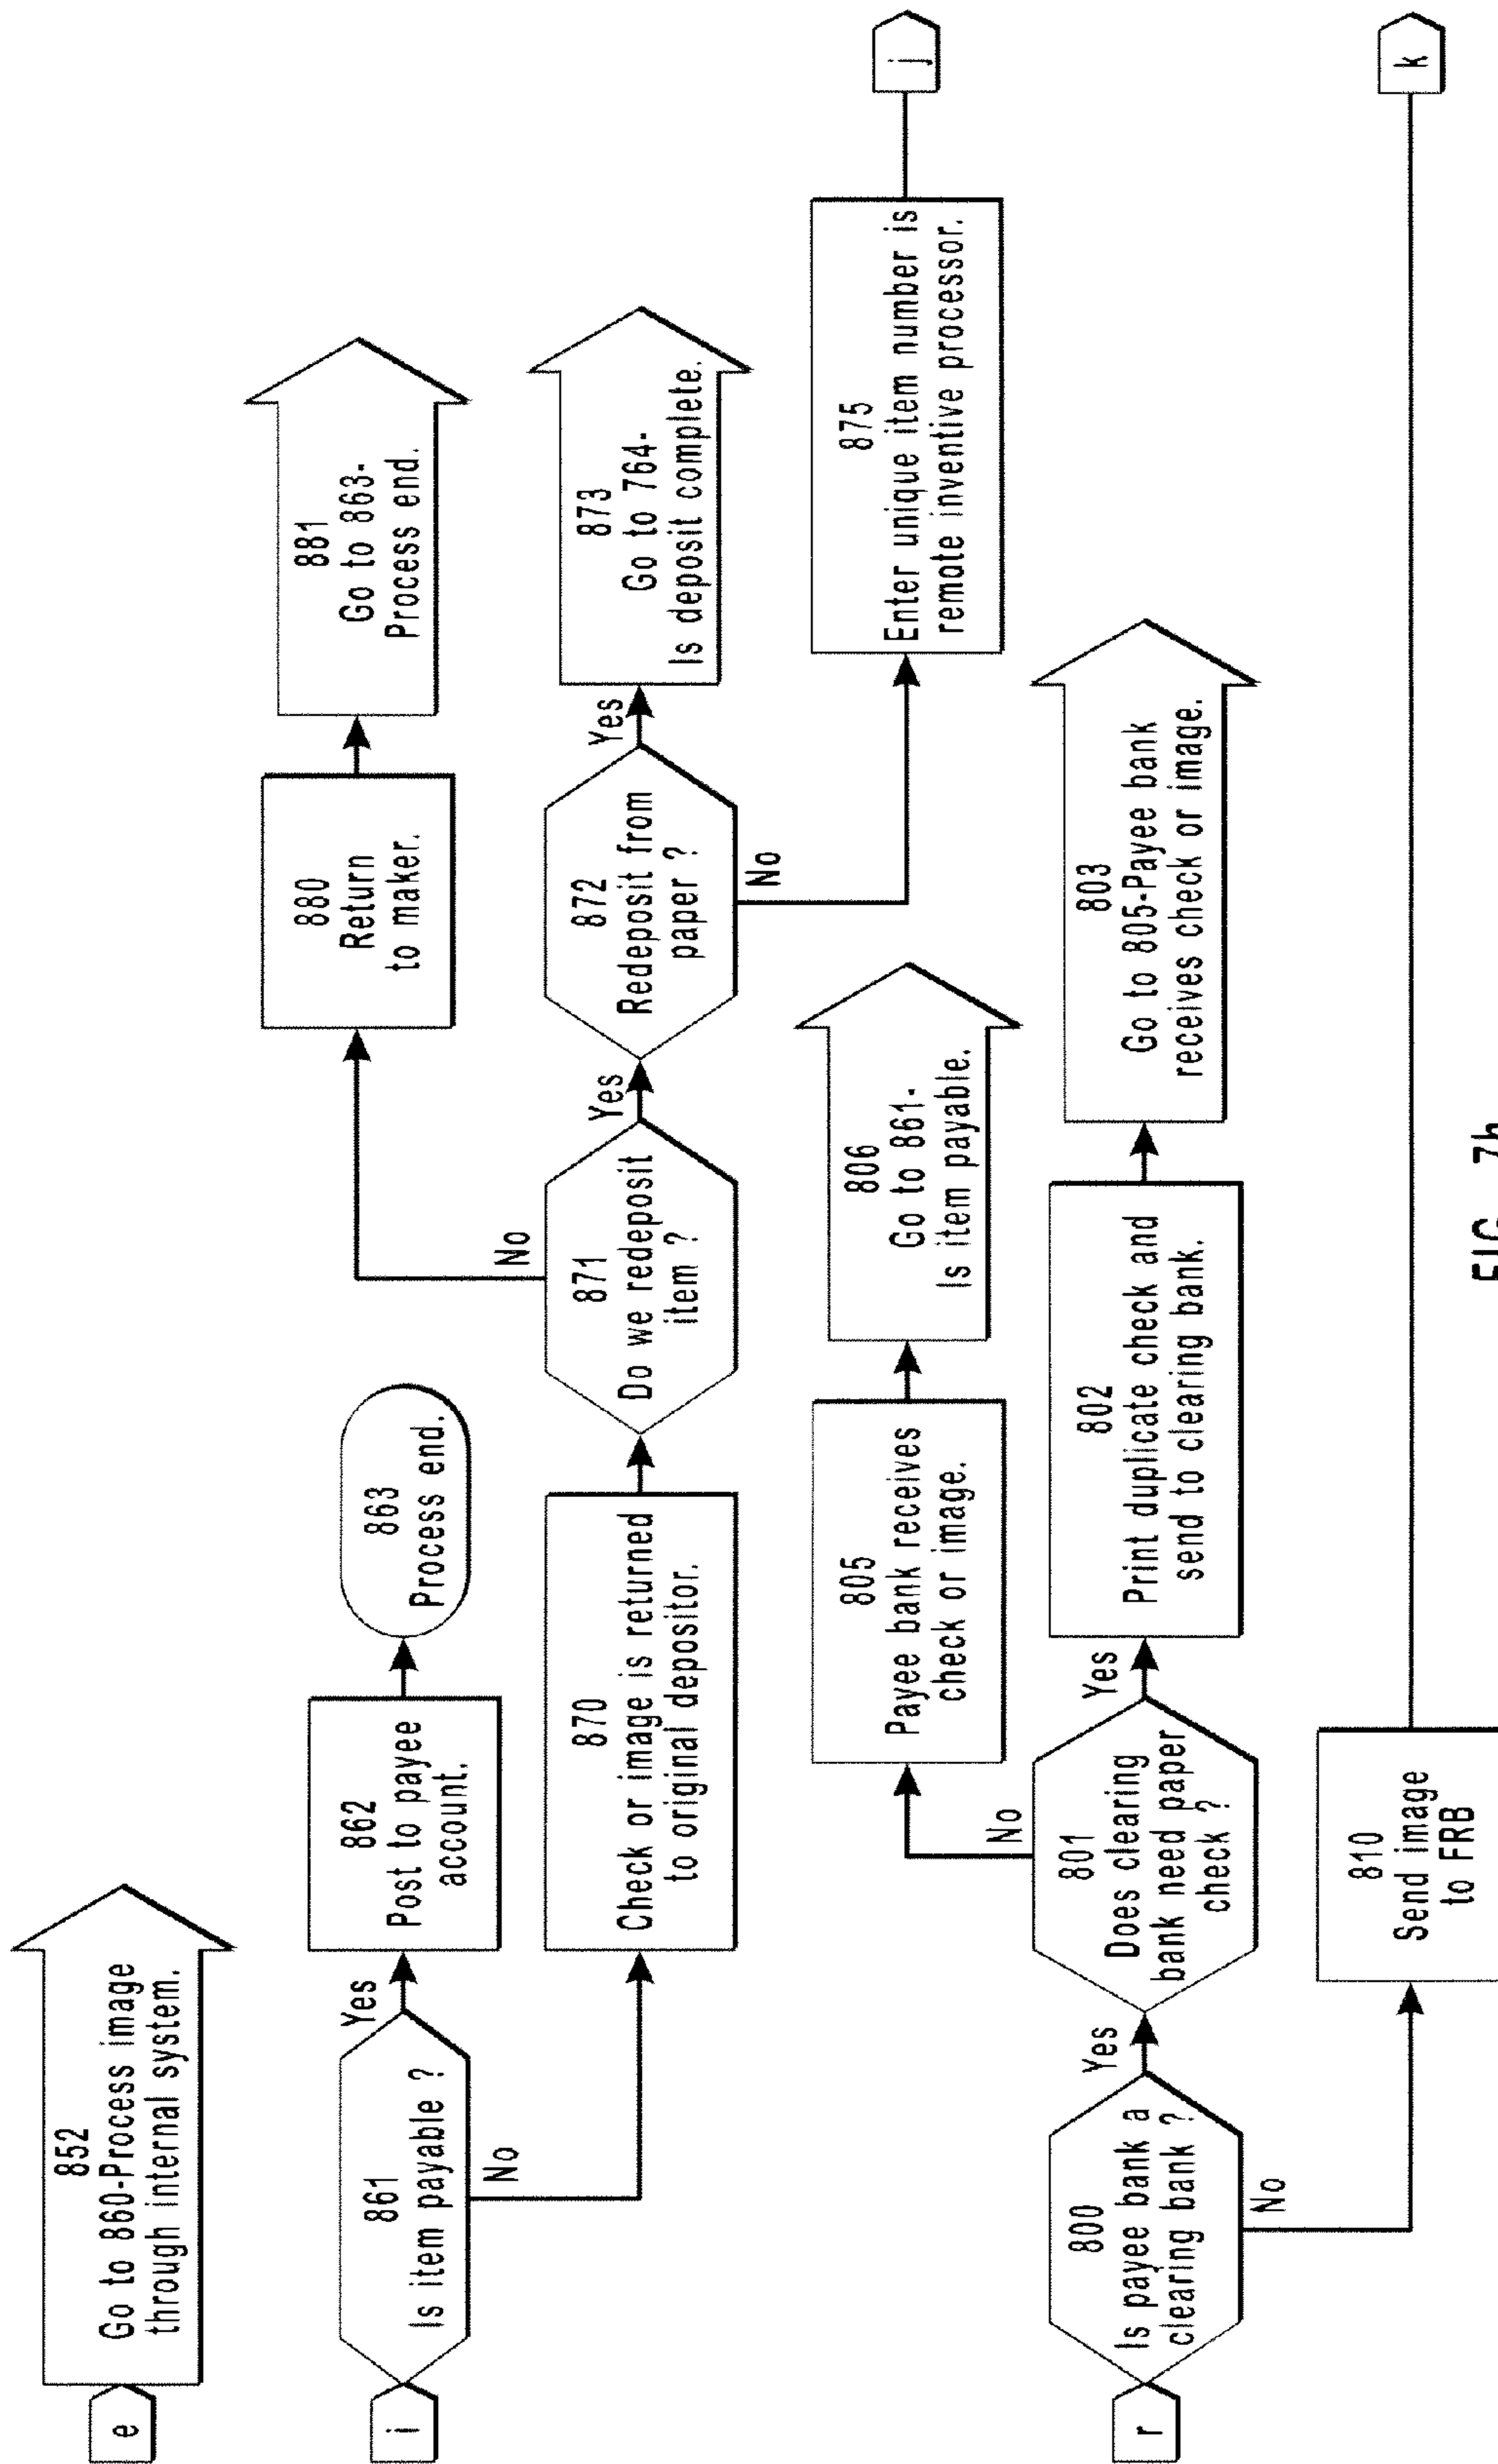 e
852
Go to 860-Process image
through internal system.
i
861
Is item payable ?
Yes
No
862
Post to payee
account.
863
Process end.
870
Check or image is returned
to original depositor.
871
Do we redeposit
item ?
No
Yes
880
Return
to maker.
881
Go to 863-
Process end.
872
Redeposit from
paper ?
Yes
No
873
Go to 764-
Is deposit complete.
875
Enter unique item number is
remote inventive processor.
j
r
800
Is payee bank a
clearing bank ?
Yes
No
801
Does clearing
bank need paper
check ?
No
Yes
805
Payee bank receives
check or image.
806
Go to 861-
Is item payable.
802
Print duplicate check and
send to clearing bank.
803
Go to 805-Payee bank
receives check or image.
810
Send image
to FRB
k